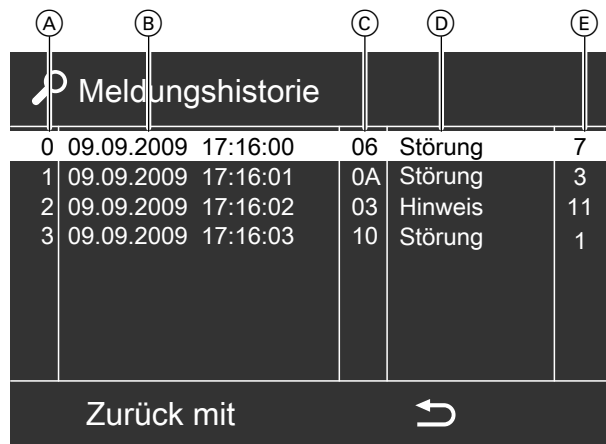 A B C D E
Meldungshistorie
0 09.09.2009 17:16:00 06 Störung 7
1 09.09.2009 17:16:01 0A Störung 3
2 09.09.2009 17:16:02 03 Hinweis 11
3 09.09.2009 17:16:03 10 Störung 1
Zurück mit